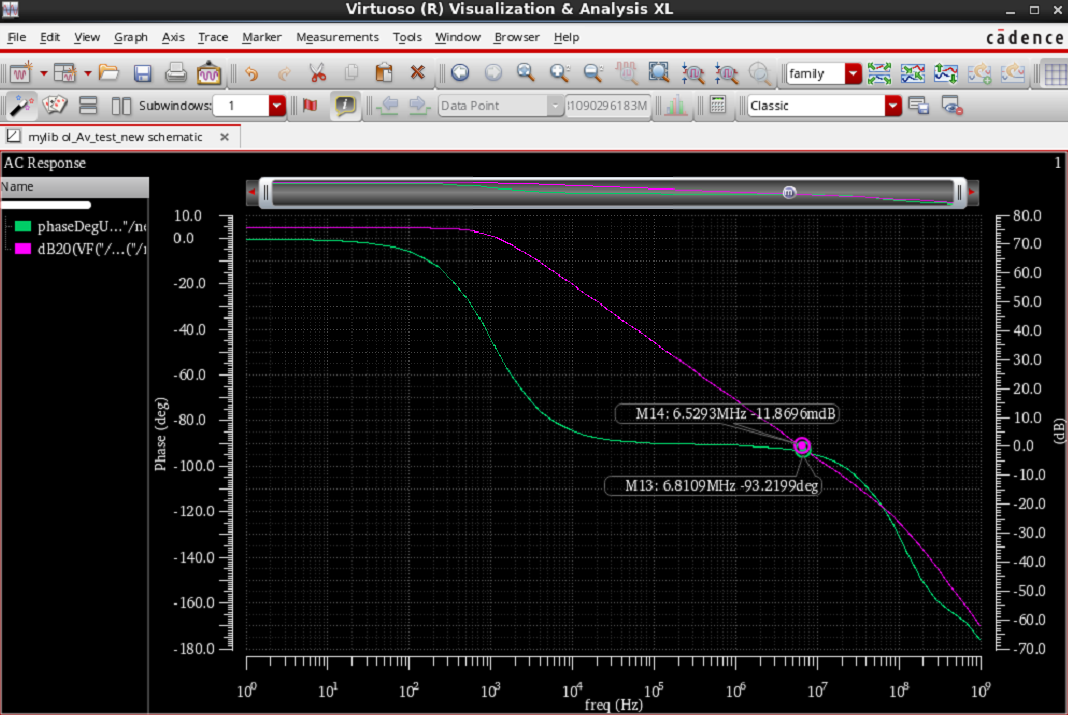 Virtuoso (R) Visualization & Analysis XL
File Edit View Graph Axis Trace Marker Measurements Tools Window Browser Help cādence
family
Subwindows: 1 Data Point I1090296183M Classic
mylib ol_Av_test_new schematic
AC Response 1
Name
phaseDegU..."/ne
dB20(VF("/...("/r
10.0 80.0
0.0 70.0
60.0
-20.0 50.0
-40.0 40.0
30.0
-60.0 20.0
M14: 6.5293MHz -11.8696mdB
-80.0 10.0
Phase (deg) 0.0 (dB)
-100.0 -10.0
M13: 6.8109MHz -93.2199deg
-120.0 -20.0
-30.0
-140.0 -40.0
-50.0
-160.0 -60.0
-180.0 -70.0
10⁰ 10¹ 10² 10³ 10⁴ 10⁵ 10⁶ 10⁷ 10⁸ 10⁹
freq (Hz)